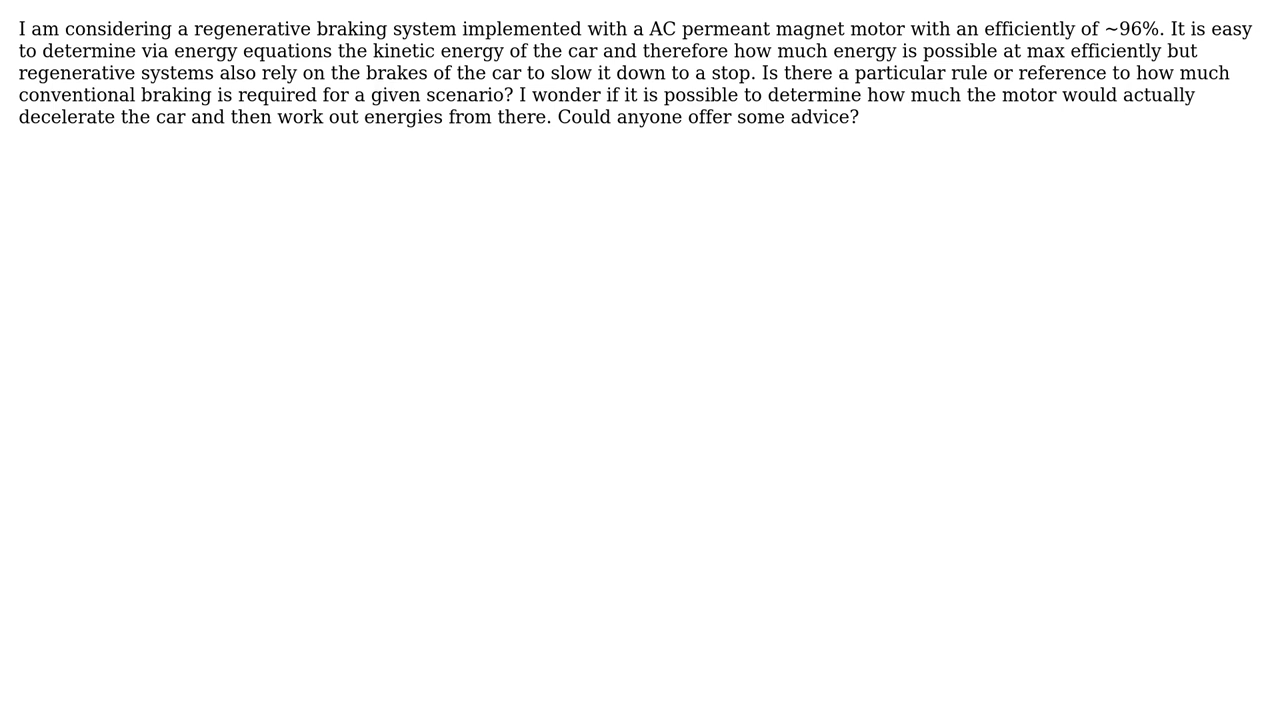 I am considering a regenerative braking system implemented with a AC permeant magnet motor with an efficiently of ~96%. It is easy
to determine via energy equations the kinetic energy of the car and therefore how much energy is possible at max efficiently but
regenerative systems also rely on the brakes of the car to slow it down to a stop. Is there a particular rule or reference to how much
conventional braking is required for a given scenario? I wonder if it is possible to determine how much the motor would actually
decelerate the car and then work out energies from there. Could anyone offer some advice?